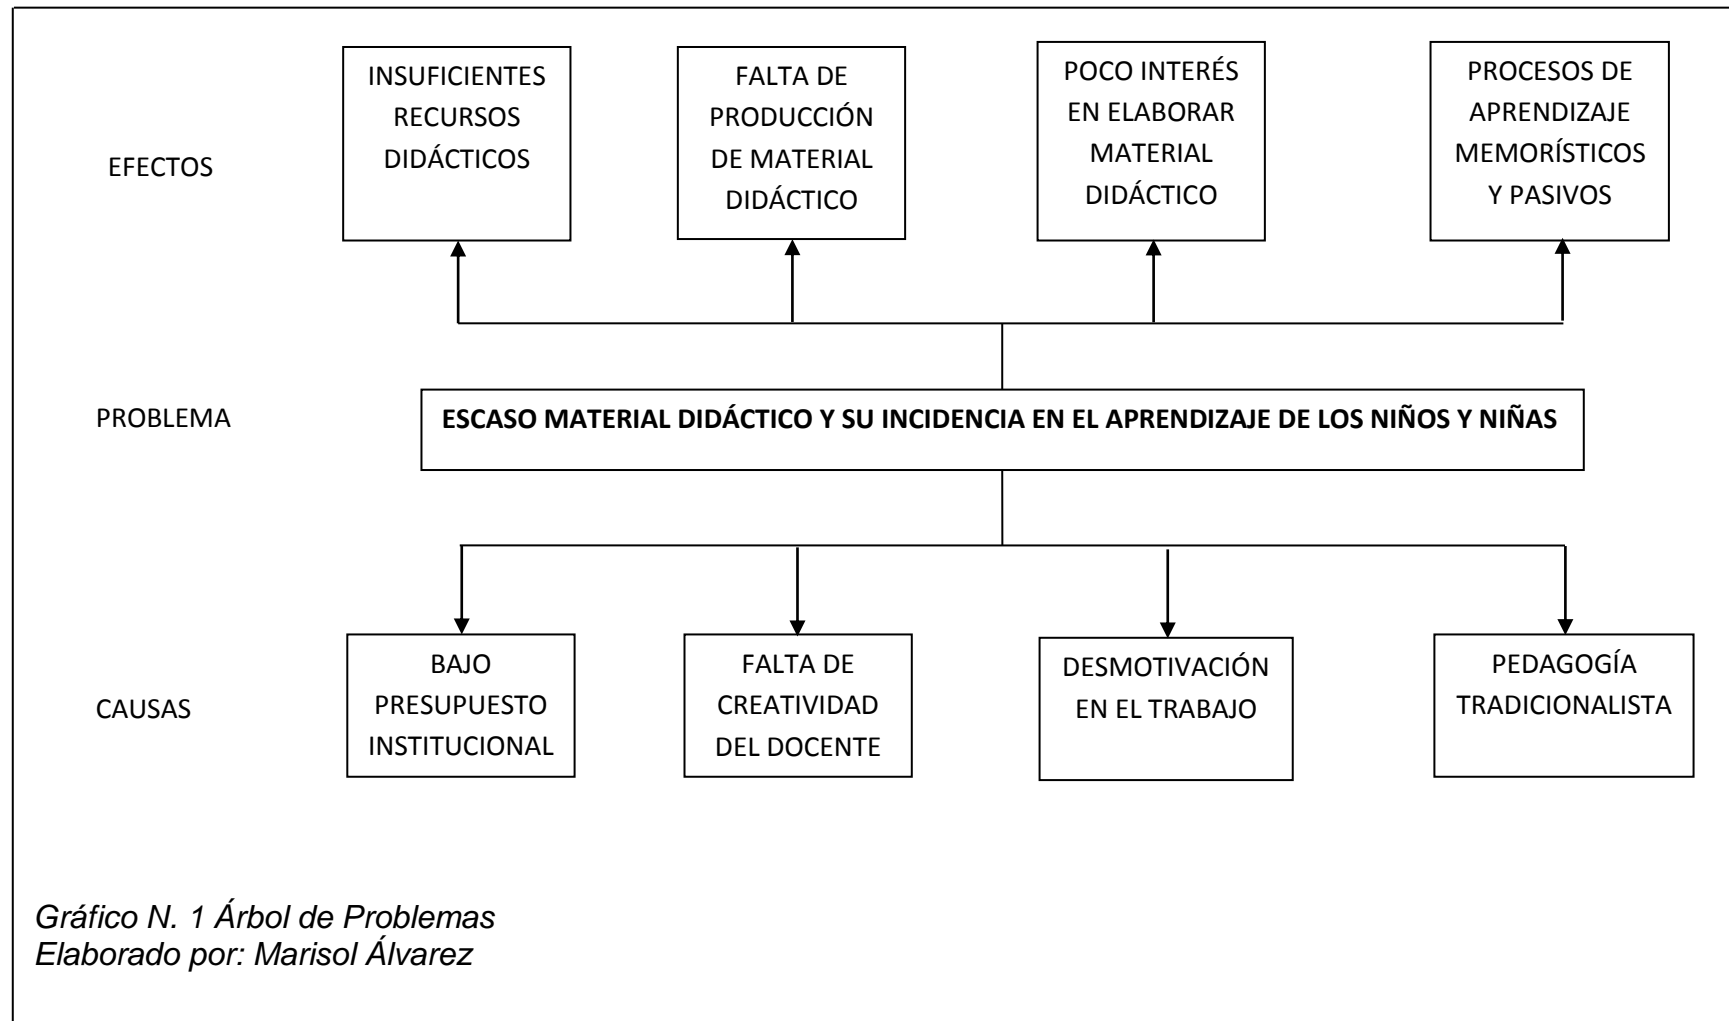 INSUFICIENTES
RECURSOS
DIDÁCTICOS
FALTA DE
PRODUCCIÓN
DE MATERIAL
DIDÁCTICO
POCO INTERÉS
EN ELABORAR
MATERIAL
DIDÁCTICO
PROCESOS DE
APRENDIZAJE
MEMORÍSTICOS
Y PASIVOS
EFECTOS
PROBLEMA
ESCASO MATERIAL DIDÁCTICO Y SU INCIDENCIA EN EL APRENDIZAJE DE LOS NIÑOS Y NIÑAS
CAUSAS
BAJO
PRESUPUESTO
INSTITUCIONAL
FALTA DE
CREATIVIDAD
DEL DOCENTE
DESMOTIVACIÓN
EN EL TRABAJO
PEDAGOGÍA
TRADICIONALISTA
Gráfico N. 1 Árbol de Problemas
Elaborado por: Marisol Álvarez